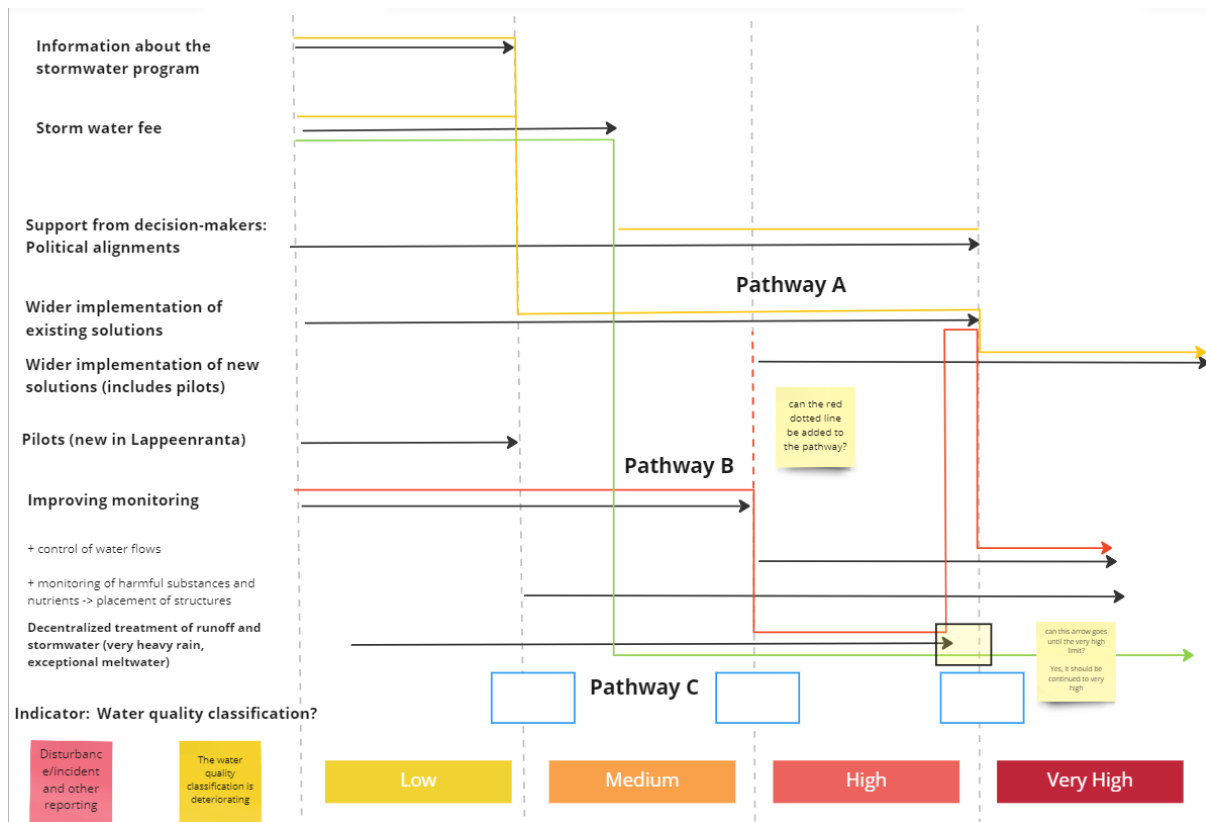 Information about the
stormwater program
Storm water fee
Support from decision-makers:
Political alignments
Pathway A
Wider implementation of
existing solutions
Wider implementation of new
solutions (includes pilots)
can the red
dotted line
be added to
the pathway?
Pilots (new in Lappeenranta)
Pathway B
Improving monitoring
+ control of water flows
+ monitoring of harmful substances and
nutrients -> placement of structures
Decentralized treatment of runoff and
stormwater (very heavy rain,
exceptional meltwater)
can this arrow goes
until the very high
limit?
Yes, it should be
continued to very
high
Pathway C
Indicator: Water quality classification?
Disturbanc
e/incident
and other
reporting
The water
quality
classification is
deteriorating
Low
Medium
High
Very High